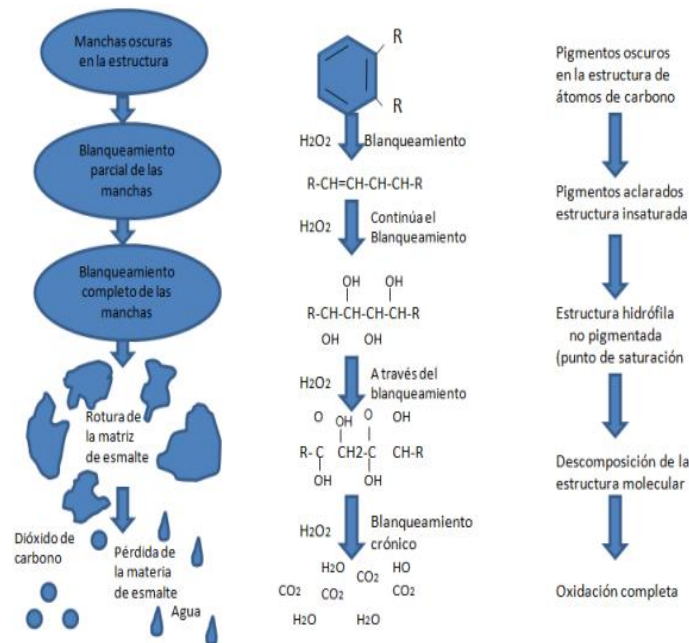 Manchas oscuras
en la estructura
Blanqueamiento
parcial de las
manchas
Blanqueamiento
completo de las
manchas
Rotura de
la matriz
de esmalte
Dióxido de
carbono
Pérdida de
la materia
de esmalte
Agua
R
R
H2O2 Blanqueamiento
R-CH=CH-CH-CH-R
H2O2 Continúa el
Blanqueamiento
OH OH
R-CH-CH-CH-CH-R
OH OH
H2O2 A través del
blanqueamiento
O OH O OH
R- C CH2-C CH-R
OH OH
H2O2 Blanqueamiento
crónico
H2O HO
CO2
CO2 CO2 CO2
H2O H2O
Pigmentos oscuros
en la estructura de
átomos de carbono
Pigmentos aclarados
estructura insaturada
Estructura hidrófila
no pigmentada
(punto de saturación
Descomposición de la
estructura molecular
Oxidación completa